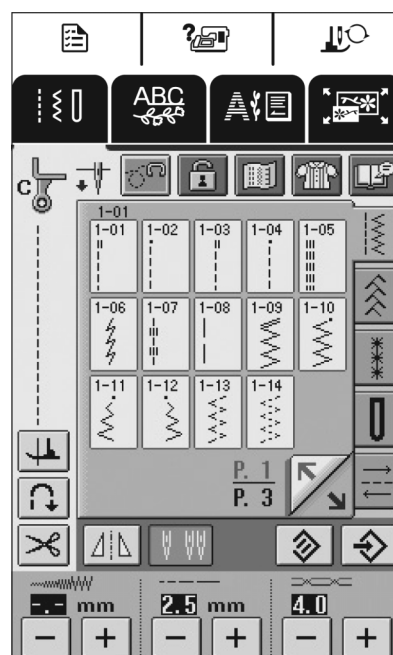 ?
ABC
A
C
1-01
1-01 1-02 1-03 1-04 1-05
1-06 1-07 1-08 1-09 1-10
1-11 1-12 1-13 1-14
P. 1
P. 3
-.- mm 2.5 mm 4.0
- + - + - +